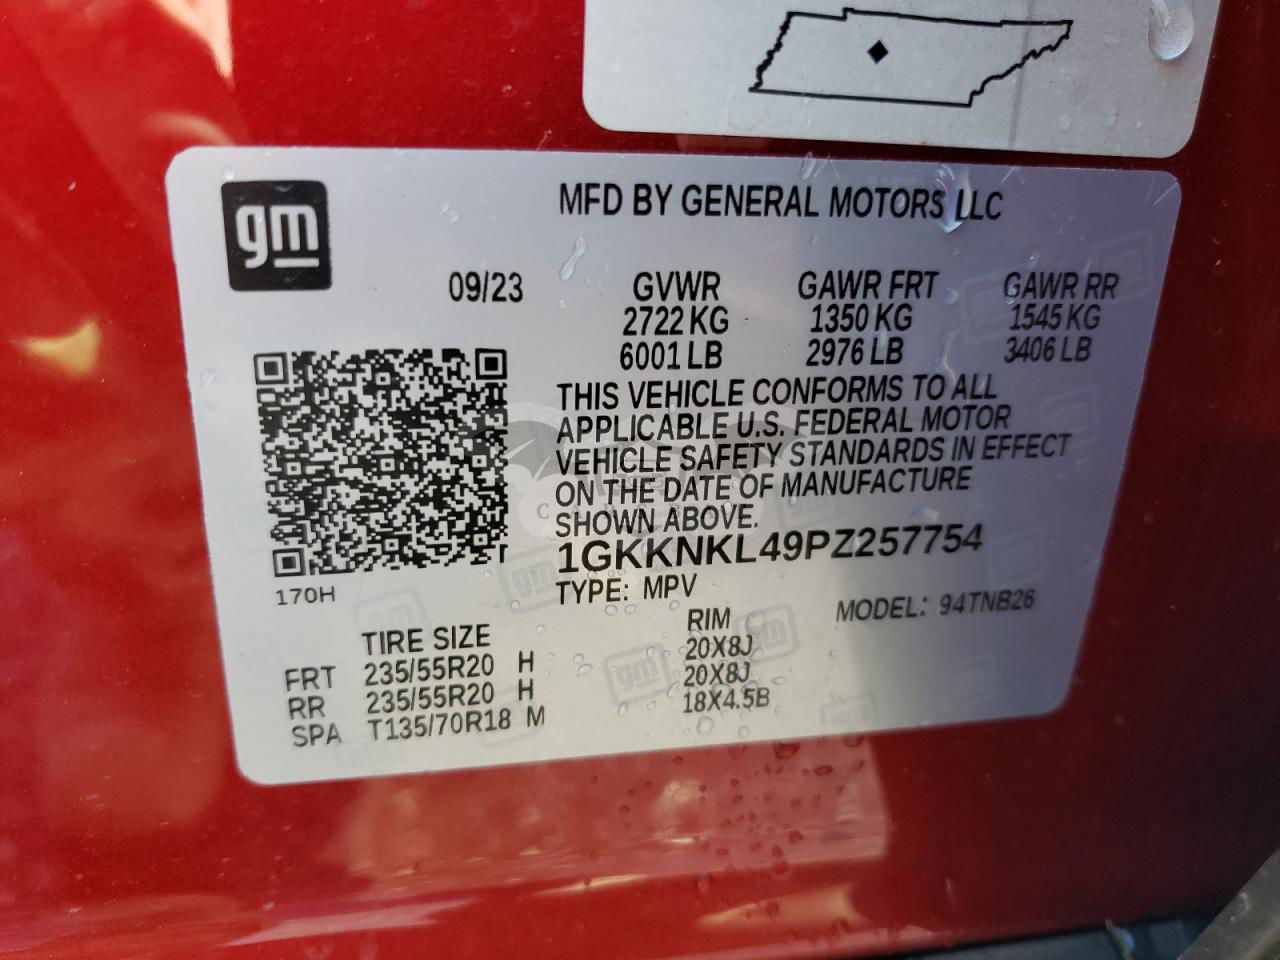 gm
MFD BY GENERAL MOTORS LLC
09/23 GVWR GAWR FRT GAWR RR
2722 KG 1350 KG 1545 KG
6001 LB 2976 LB 3406 LB
THIS VEHICLE CONFORMS TO ALL
APPLICABLE U.S. FEDERAL MOTOR
VEHICLE SAFETY STANDARDS IN EFFECT
ON THE DATE OF MANUFACTURE
SHOWN ABOVE.
1GKKNKL49PZ257754
170H
TYPE: MPV MODEL: 94TNB26
TIRE SIZE RIM
FRT 235/55R20 H 20X8J
RR 235/55R20 H 20X8J
SPA T135/70R18 M 18X4.5B